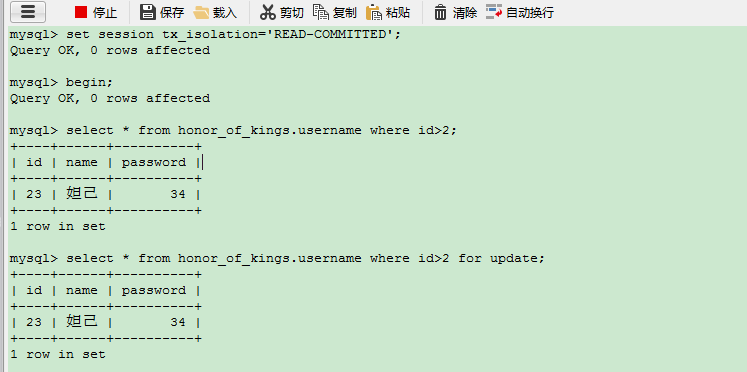 停止 保存 载入 剪切 复制 粘贴 清除 自动换行
mysql> set session tx_isolation='READ-COMMITTED';
Query OK, 0 rows affected

mysql> begin;
Query OK, 0 rows affected

mysql> select * from honor_of_kings.username where id>2;
+----+------+----------+
| id | name | password |
+----+------+----------+
| 23 | 妲己 |       34 |
+----+------+----------+
1 row in set

mysql> select * from honor_of_kings.username where id>2 for update;
+----+------+----------+
| id | name | password |
+----+------+----------+
| 23 | 妲己 |       34 |
+----+------+----------+
1 row in set